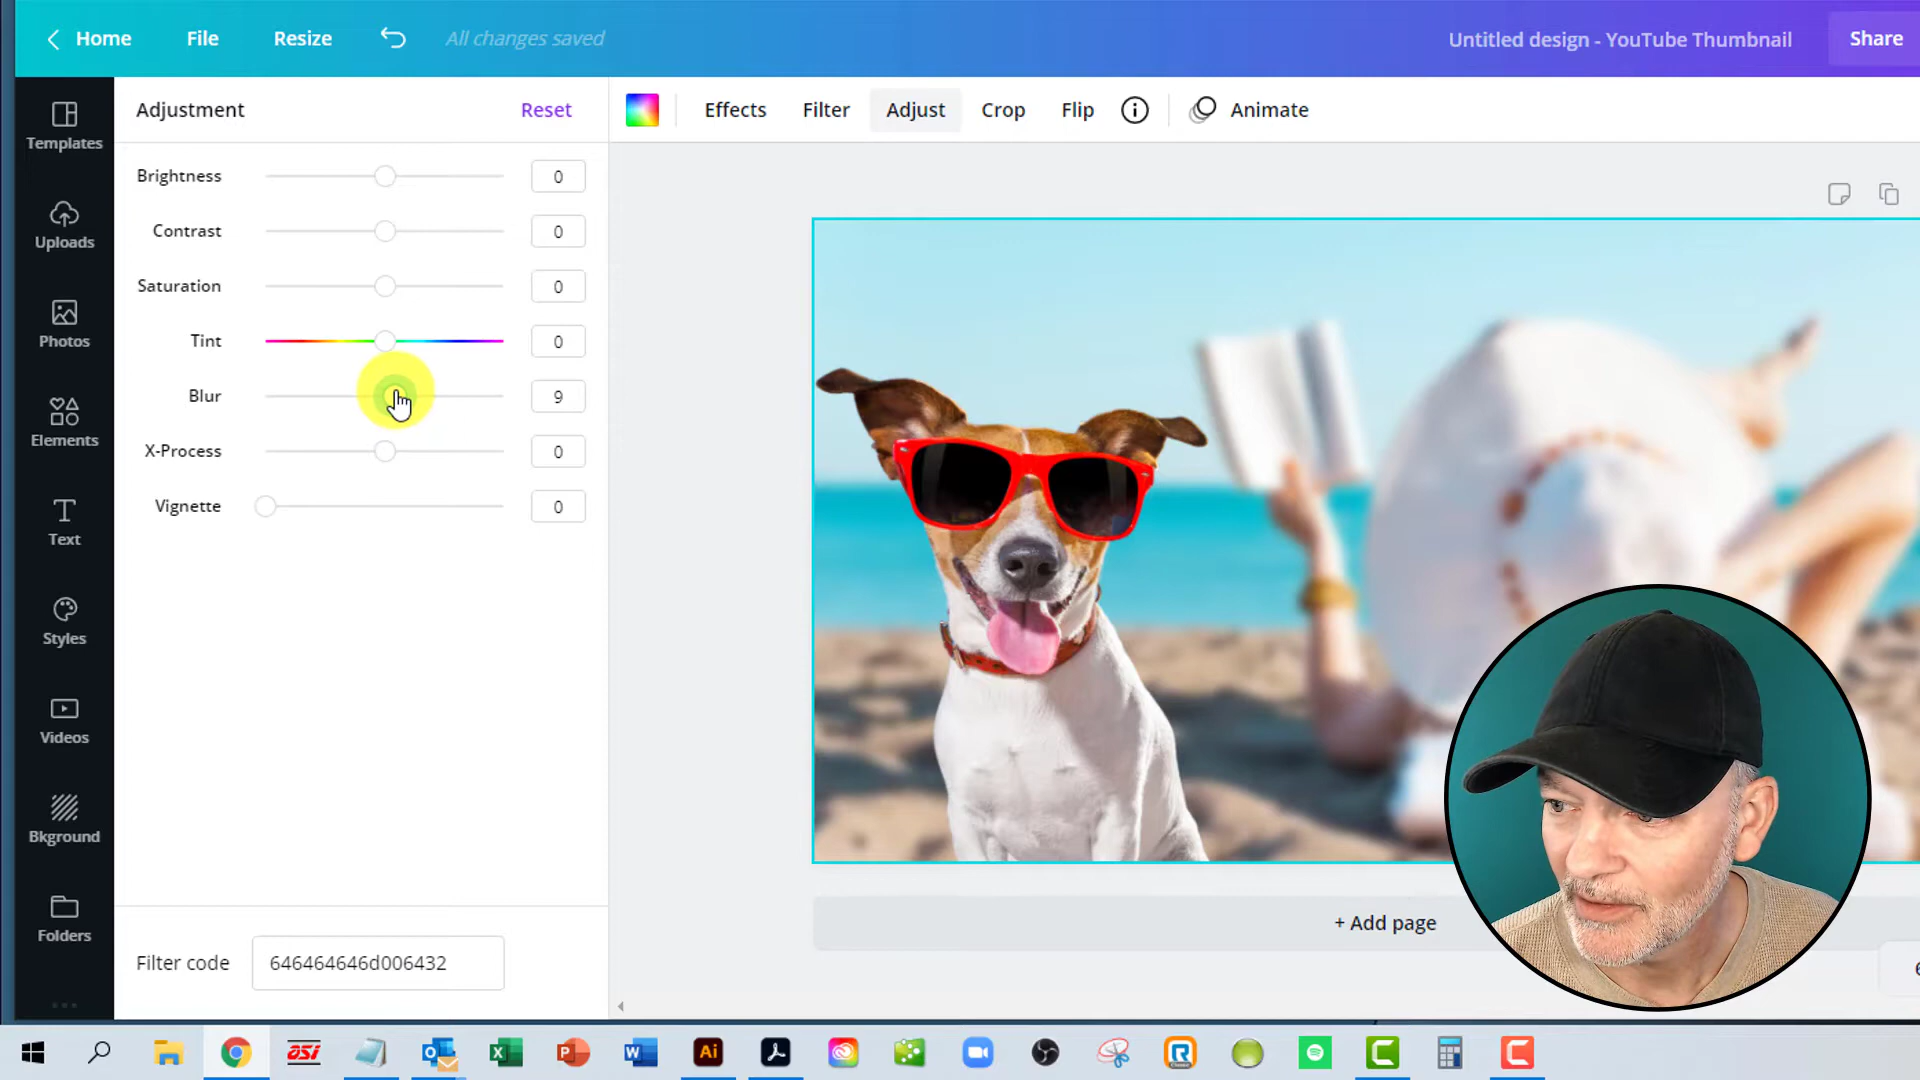 Home File Resize All changes saved Untitled design - YouTube Thumbnail Share
Adjustment Reset Effects Filter Adjust Crop Flip Animate
Templates
Uploads
Photos
Elements
Text
Styles
Videos
Bkground
Folders
Brightness 0
Contrast 0
Saturation 0
Tint 0
Blur 9
X-Process 0
Vignette 0
Filter code 646464646d006432
+ Add page